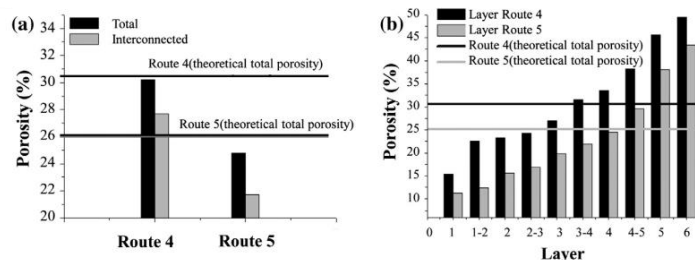 (a)
Total
Interconnected
Route 4(theoretical total porosity)
Route 5(theoretical total porosity)
Porosity (%)
32
30
28
26
24
22
20
Route 4 Route 5
(b)
Layer Route 4
Layer Route 5
Route 4(theoretical total porosity)
Route 5(theoretical total porosity)
Porosity (%)
50
45
40
35
30
25
20
15
10
0 1 1-2 2 2-3 3 3-4 4 4-5 5 6
Layer